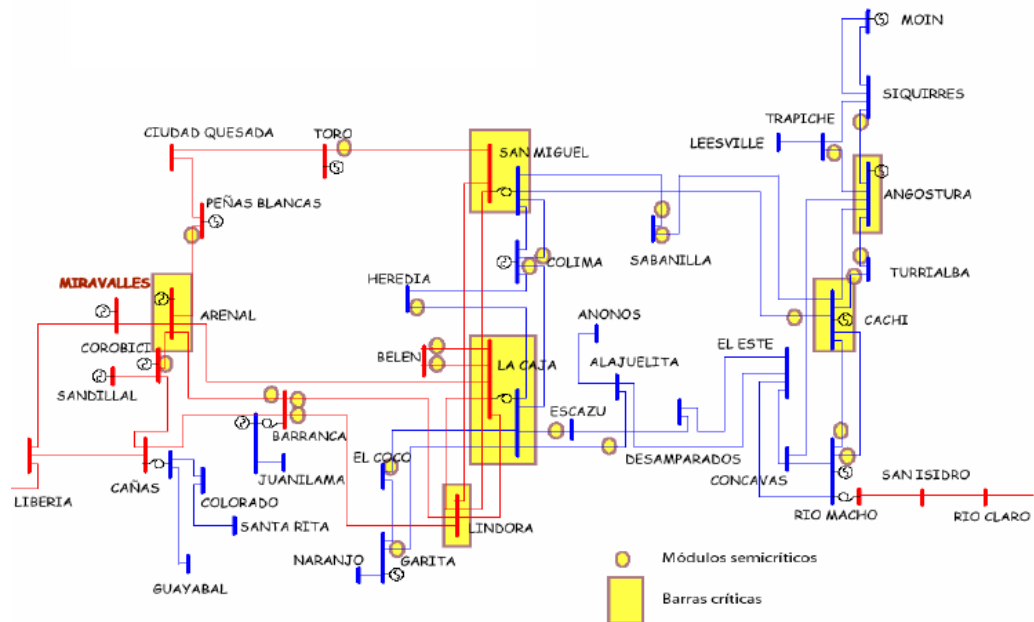 MOIN
SIQUIRRES
TRAPICHE
LEESVILLE
CIUDAD QUESADA
TORO
SAN MIGUEL
ANGOSTURA
PEÑAS BLANCAS
SABANILLA
COLIMA
TURRIALBA
HEREDIA
MIRAVALLES
ARENAL
ANONOS
CACHI
COROBICI
BELEN
LA CAJA
ALAJUELITA
EL ESTE
SANDILLAL
ESCAZU
BARRANCA
DESAMPARADOS
EL COCO
CONCAVAS
JUANILAMA
LIBERIA
CAÑAS
COLORADO
SAN ISIDRO
RIO MACHO
RIO CLARO
SANTA RITA
LINDORA
NARANJO
GARITA
GUAYABAL
Módulos semicríticos
Barras críticas